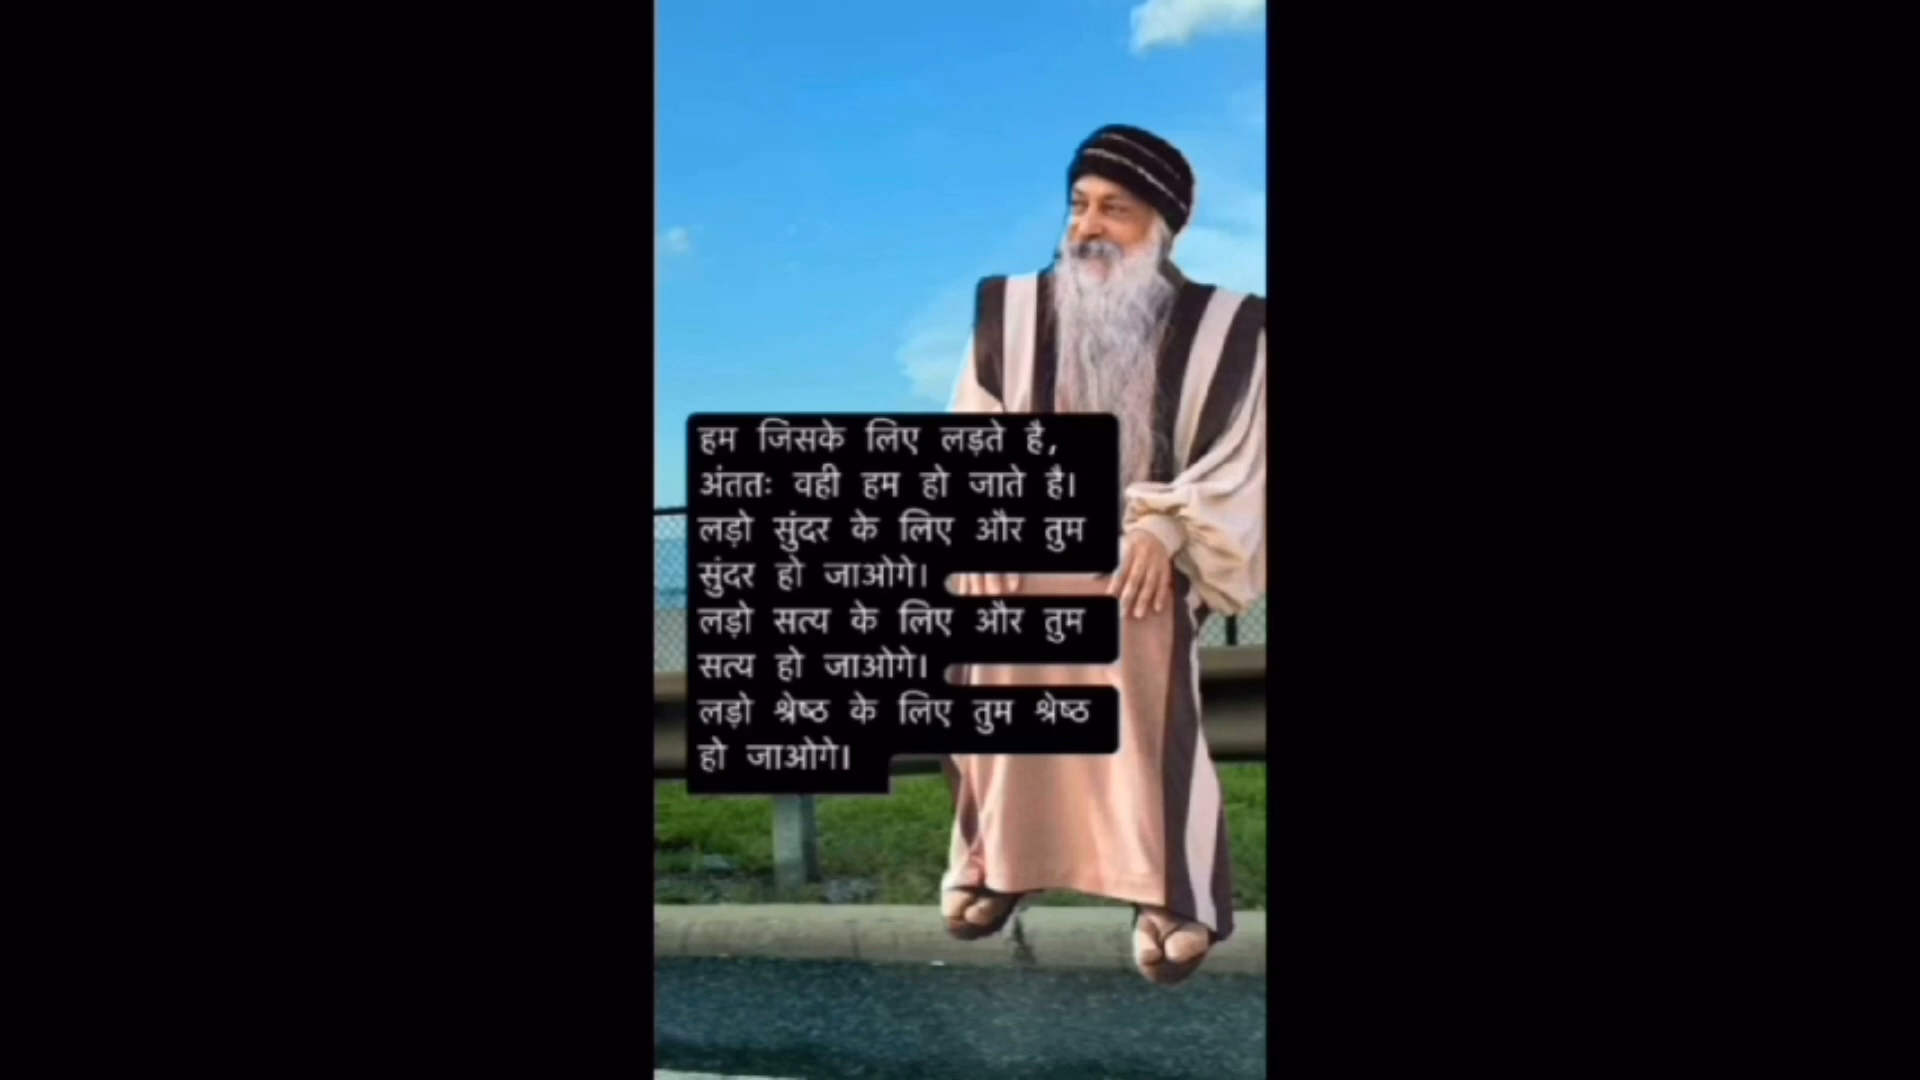 हम जिसके लिए लड़ते है,
अंततः वही हम हो जाते है।
लड़ो सुंदर के लिए और तुम
सुंदर हो जाओगे।
लड़ो सत्य के लिए और तुम
सत्य हो जाओगे।
लड़ो श्रेष्ठ के लिए तुम श्रेष्ठ
हो जाओगे।